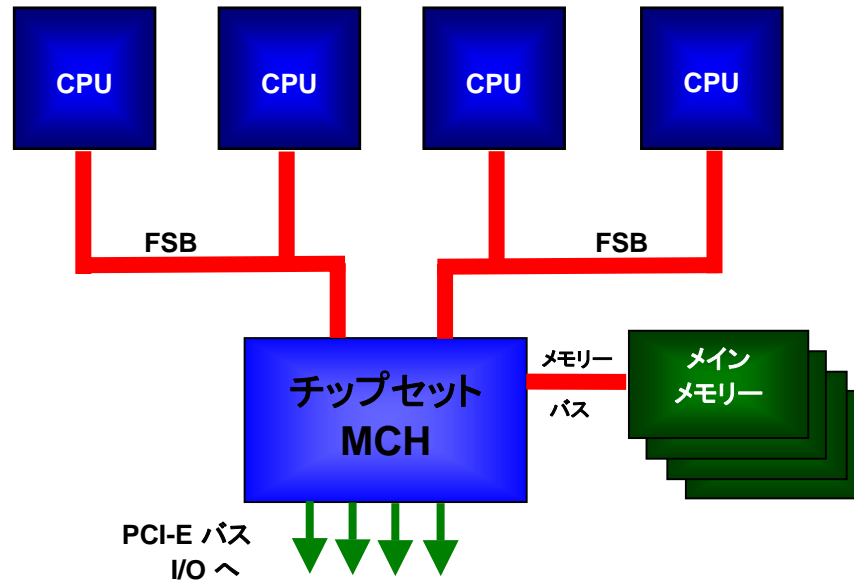 CPU
CPU
CPU
CPU
FSB
FSB
チップセット
MCH
メモリー
バス
メイン
メモリー
PCI-E バス
I/O へ